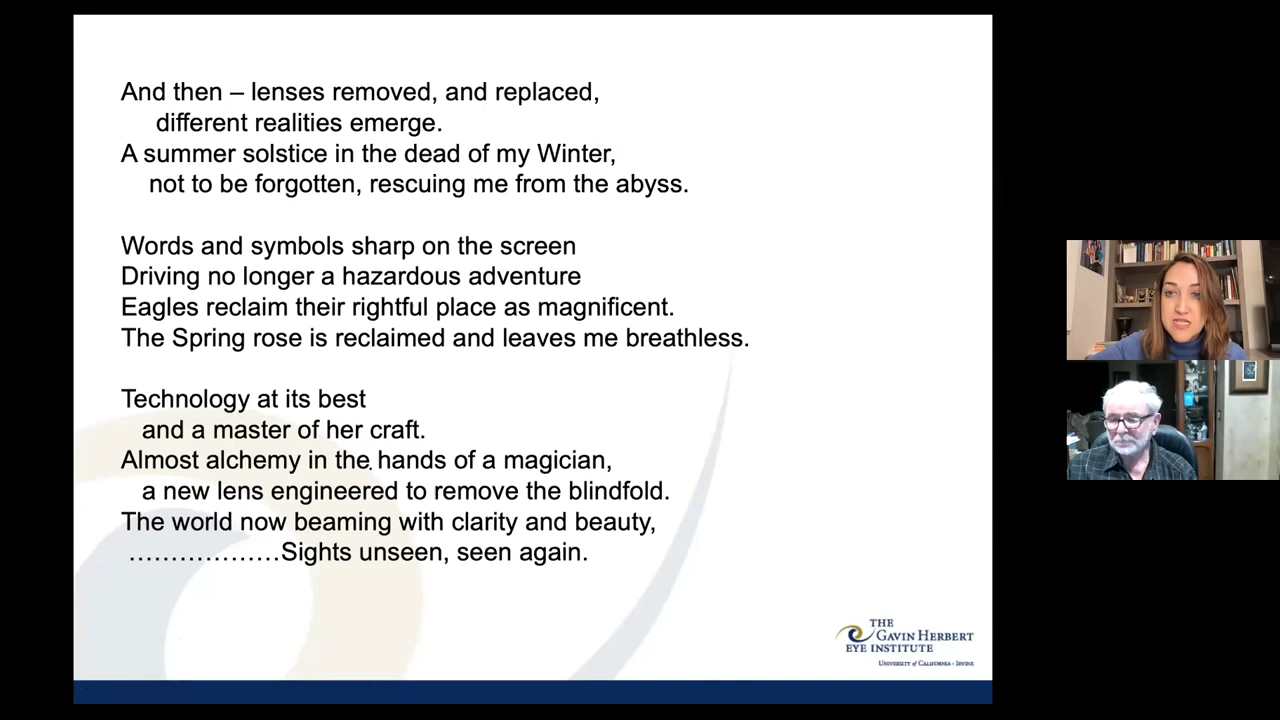 And then – lenses removed, and replaced,
different realities emerge.
A summer solstice in the dead of my Winter,
not to be forgotten, rescuing me from the abyss.
Words and symbols sharp on the screen
Driving no longer a hazardous adventure
Eagles reclaim their rightful place as magnificent.
The Spring rose is reclaimed and leaves me breathless.
Technology at its best
and a master of her craft.
Almost alchemy in the hands of a magician,
a new lens engineered to remove the blindfold.
The world now beaming with clarity and beauty,
………………Sights unseen, seen again.
THE
GAVIN HERBERT
EYE INSTITUTE
UNIVERSITY of CALIFORNIA • IRVINE